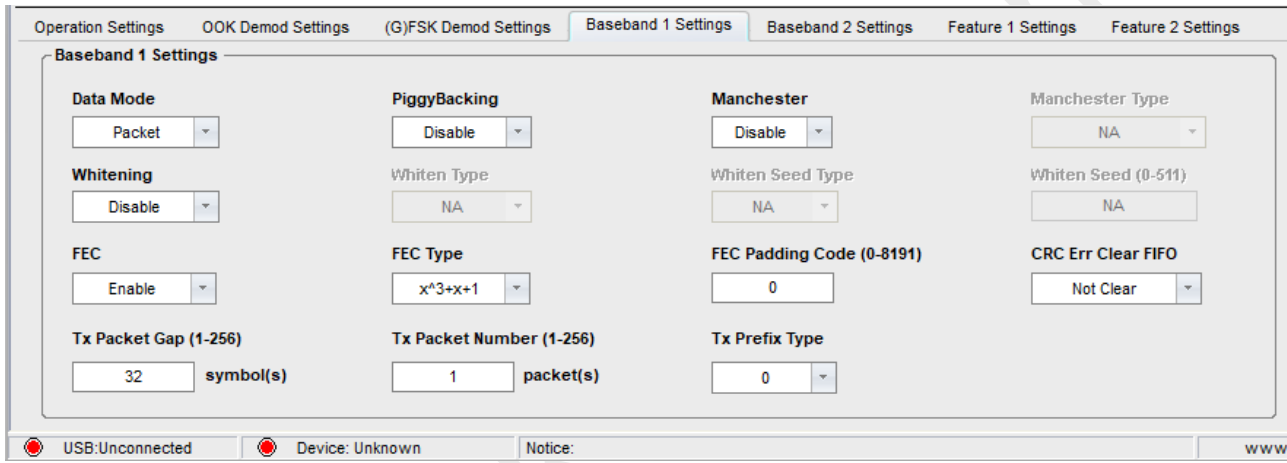 Operation Settings OOK Demod Settings (G)FSK Demod Settings Baseband 1 Settings Baseband 2 Settings Feature 1 Settings Feature 2 Settings
Baseband 1 Settings
Data Mode PiggyBacking Manchester Manchester Type
Packet Disable Disable NA
Whitening Whiten Type Whiten Seed Type Whiten Seed (0-511)
Disable NA NA NA
FEC FEC Type FEC Padding Code (0-8191) CRC Err Clear FIFO
Enable x^3+x+1 0 Not Clear
Tx Packet Gap (1-256) Tx Packet Number (1-256) Tx Prefix Type
32 symbol(s) 1 packet(s) 0
USB:Unconnected Device: Unknown Notice: www